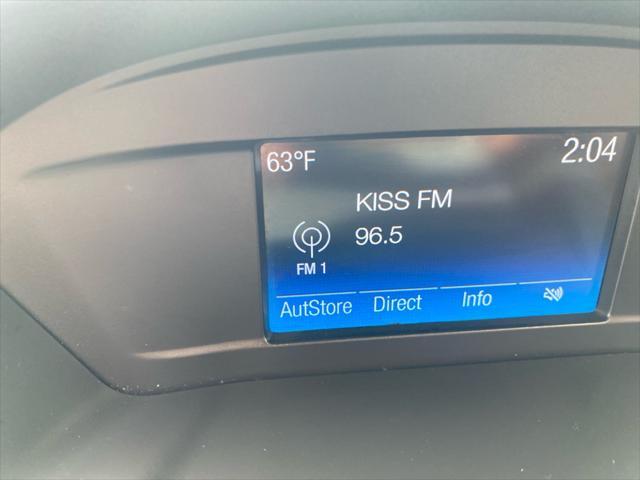 63°F 2:04
KISS FM
96.5
FM 1
AutStore Direct Info